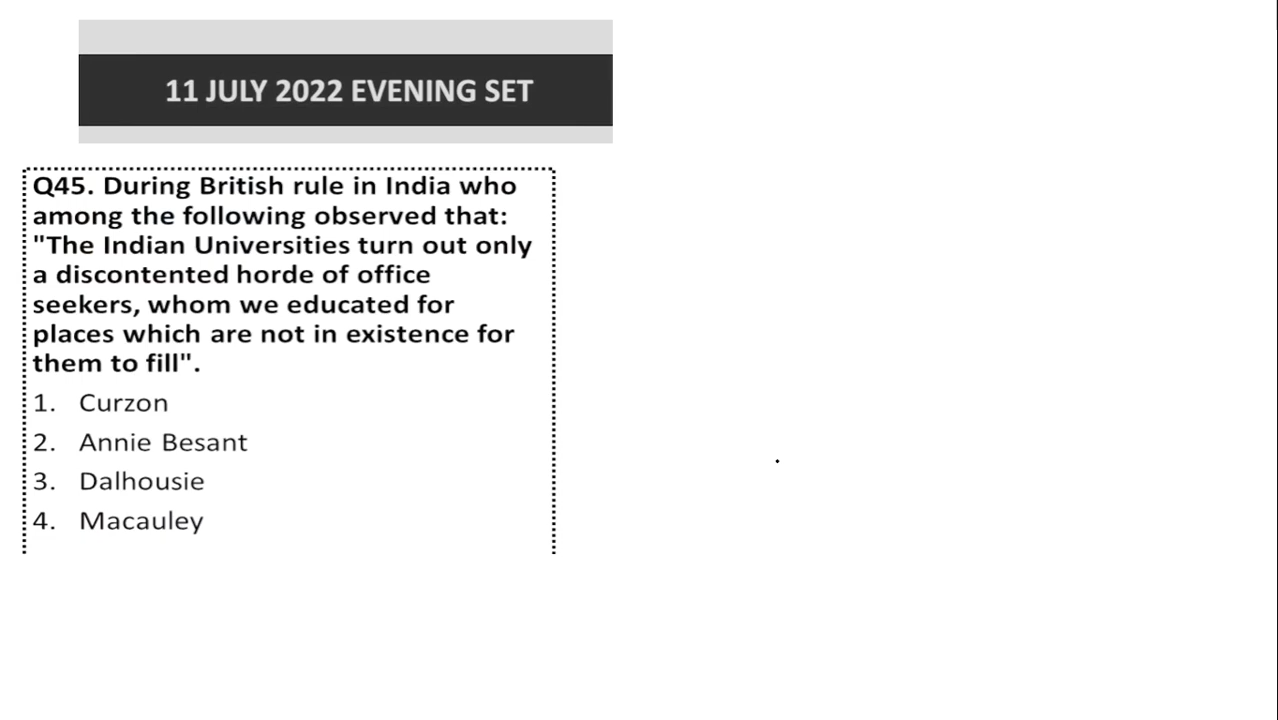 11 JULY 2022 EVENING SET
Q45. During British rule in India who
among the following observed that:
"The Indian Universities turn out only
a discontented horde of office
seekers, whom we educated for
places which are not in existence for
them to fill".
1. Curzon
2. Annie Besant
3. Dalhousie
4. Macauley